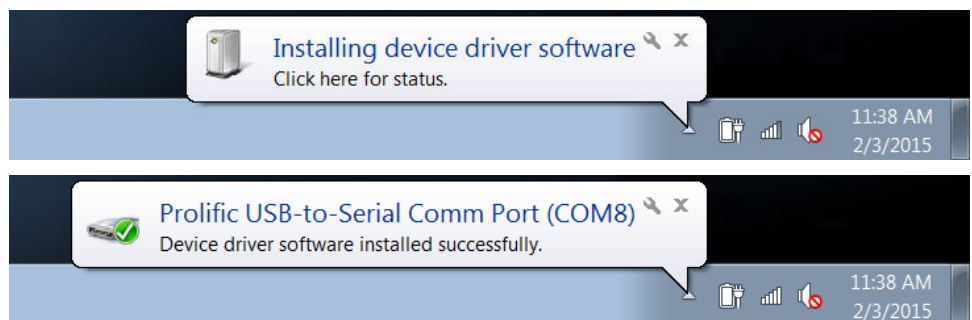 Installing device driver software
Click here for status.
11:38 AM
2/3/2015
Prolific USB-to-Serial Comm Port (COM8)
Device driver software installed successfully.
11:38 AM
2/3/2015